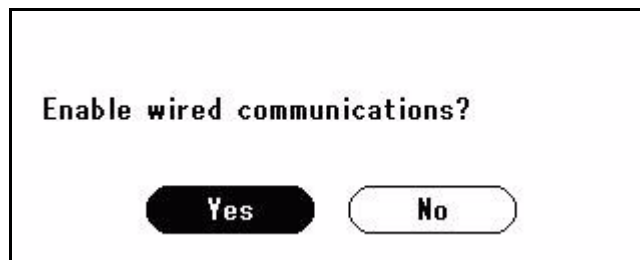 Enable wired communications?
Yes No